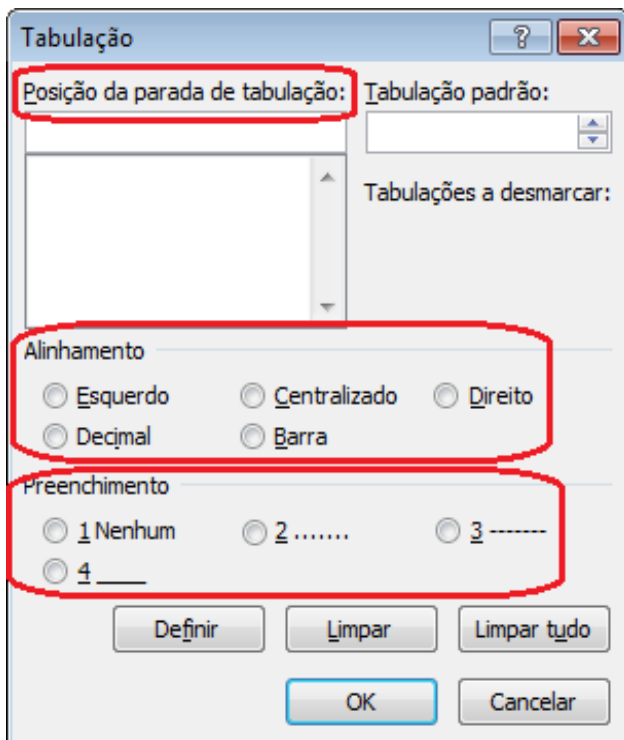 Tabulação
Posição da parada de tabulação: Tabulação padrão:
Tabulações a desmarcar:
Alinhamento
Esquerdo Centralizado Direito
Decimal Barra
Preenchimento
1 Nenhum 2 ....... 3 -------
4 ____
Definir Limpar Limpar tudo
OK Cancelar